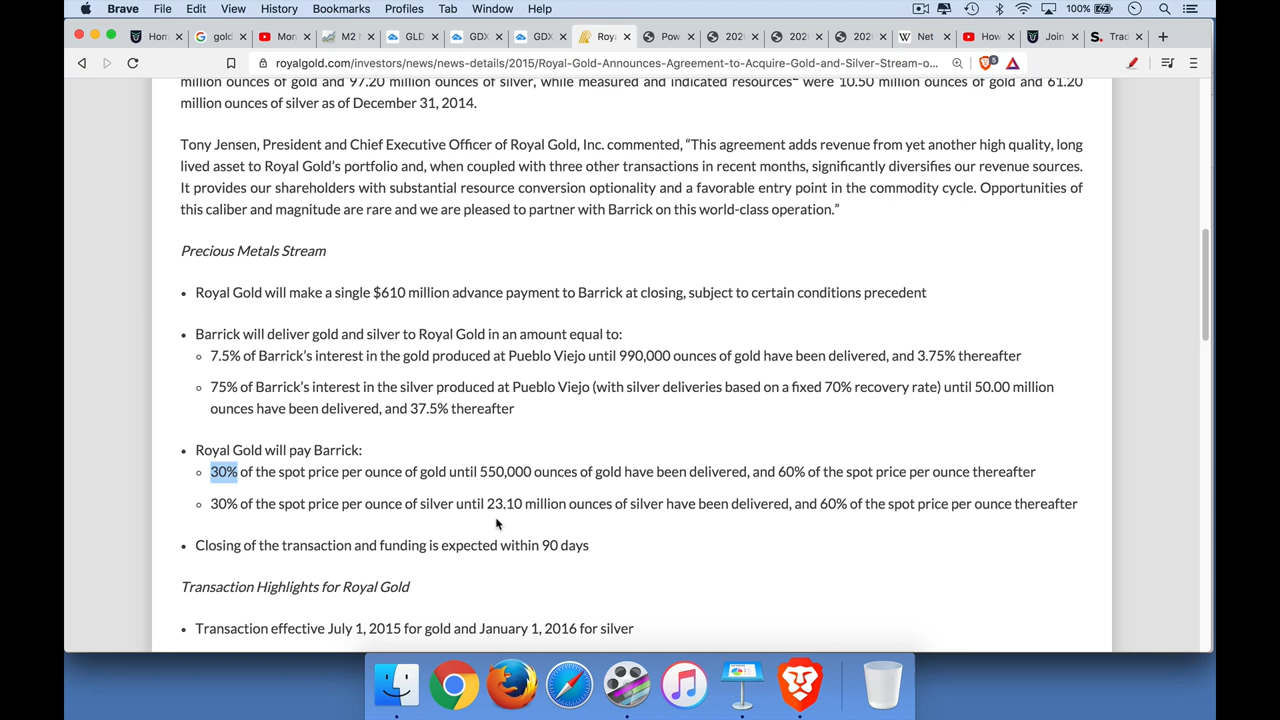 Brave File Edit View History Bookmarks Profiles Tab Window Help 100%
Hom gold Mon M2 GLD GDX GDX Roya Pow 202 202 202 Net How Join Trad
royalgold.com/investors/news/news-details/2015/Royal-Gold-Announces-Agreement-to-Acquire-Gold-and-Silver-Stream-o...
million ounces of gold and 97.20 million ounces of silver, while measured and indicated resources were 10.50 million ounces of gold and 61.20
million ounces of silver as of December 31, 2014.
Tony Jensen, President and Chief Executive Officer of Royal Gold, Inc. commented, “This agreement adds revenue from yet another high quality, long
lived asset to Royal Gold’s portfolio and, when coupled with three other transactions in recent months, significantly diversifies our revenue sources.
It provides our shareholders with substantial resource conversion optionality and a favorable entry point in the commodity cycle. Opportunities of
this caliber and magnitude are rare and we are pleased to partner with Barrick on this world-class operation.”
Precious Metals Stream
• Royal Gold will make a single $610 million advance payment to Barrick at closing, subject to certain conditions precedent
• Barrick will deliver gold and silver to Royal Gold in an amount equal to:
○ 7.5% of Barrick’s interest in the gold produced at Pueblo Viejo until 990,000 ounces of gold have been delivered, and 3.75% thereafter
○ 75% of Barrick’s interest in the silver produced at Pueblo Viejo (with silver deliveries based on a fixed 70% recovery rate) until 50.00 million
ounces have been delivered, and 37.5% thereafter
• Royal Gold will pay Barrick:
○ 30% of the spot price per ounce of gold until 550,000 ounces of gold have been delivered, and 60% of the spot price per ounce thereafter
○ 30% of the spot price per ounce of silver until 23.10 million ounces of silver have been delivered, and 60% of the spot price per ounce thereafter
• Closing of the transaction and funding is expected within 90 days
Transaction Highlights for Royal Gold
• Transaction effective July 1, 2015 for gold and January 1, 2016 for silver